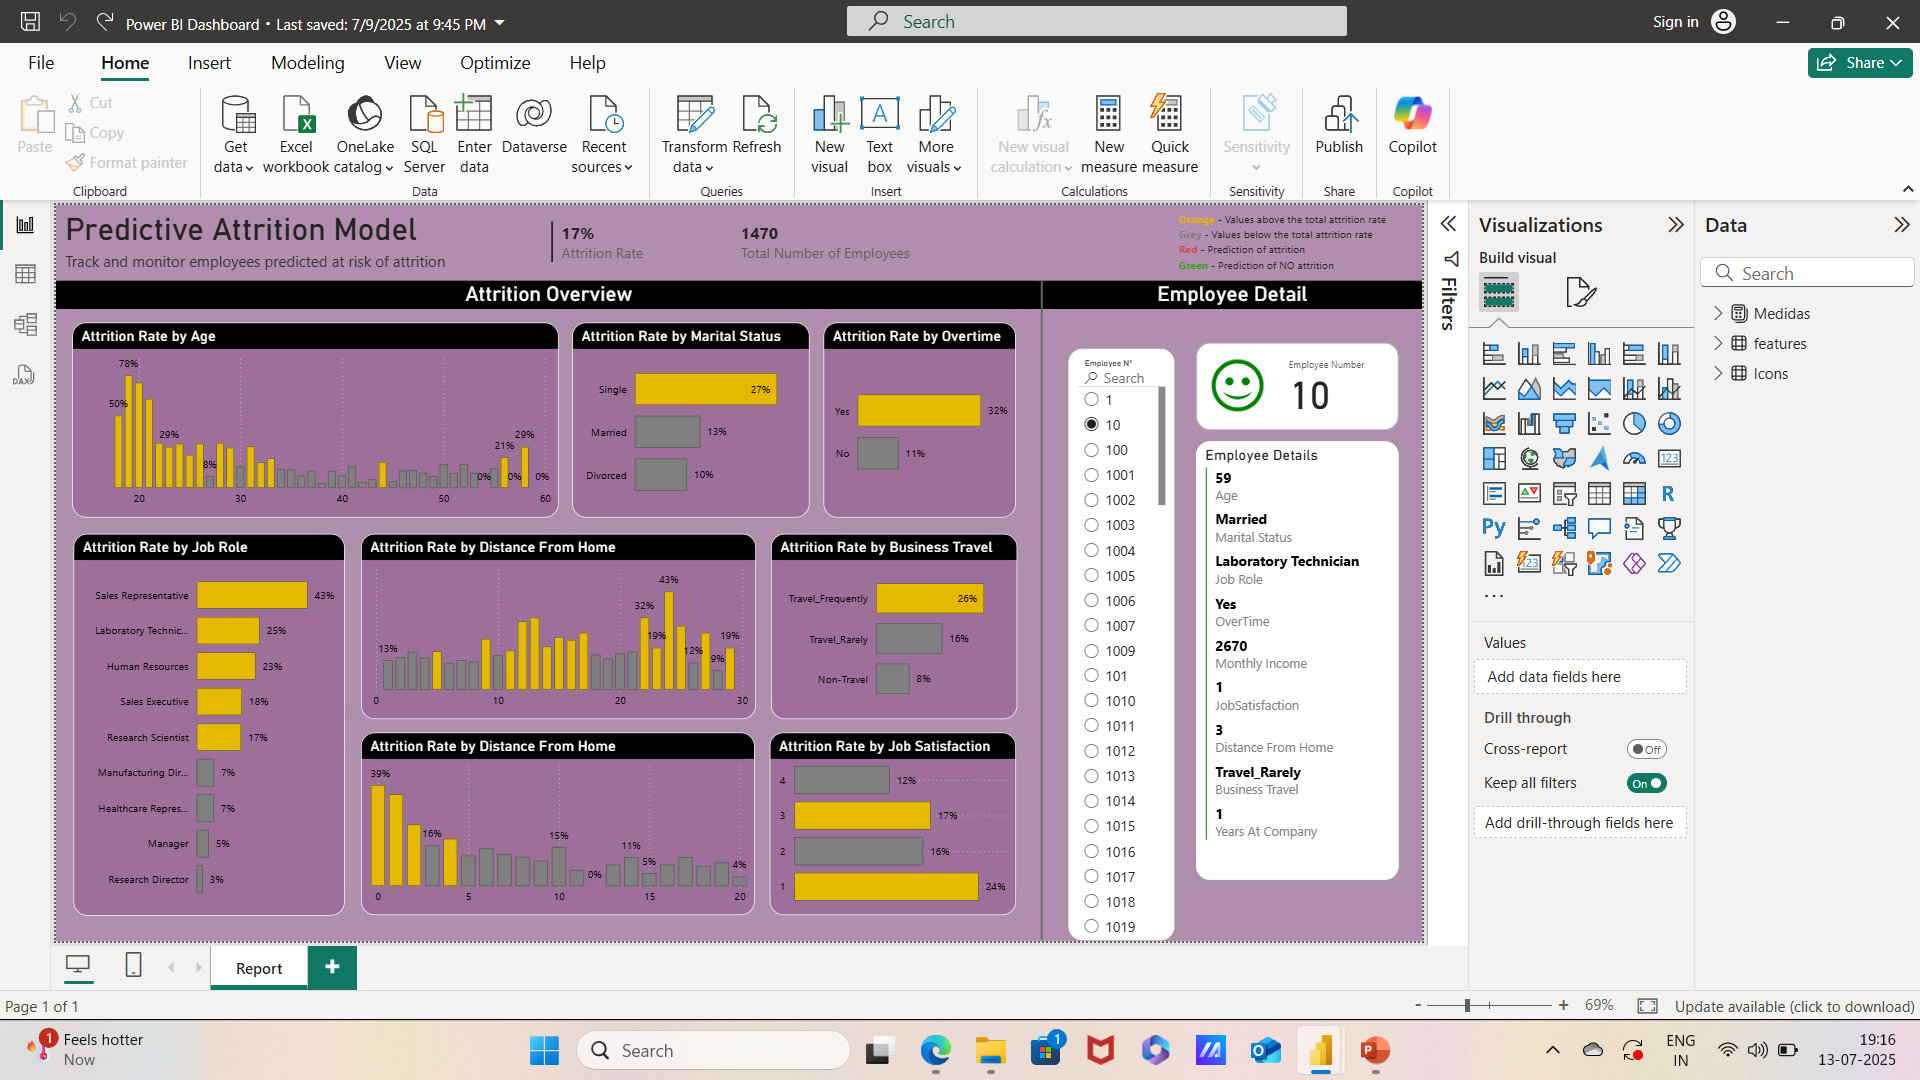 Power BI Dashboard • Last saved: 7/9/2025 at 9:45 PM
Search
Sign in
File
Home
Insert
Modeling
View
Optimize
Help
Share
Paste
Cut
Copy
Format painter
Clipboard
Get data
Excel workbook
OneLake catalog
SQL Server
Enter data
Dataverse
Recent sources
Data
Transform data
Refresh
Queries
New visual
Text box
More visuals
Insert
New visual calculation
New measure
Quick measure
Calculations
Sensitivity
Sensitivity
Publish
Share
Copilot
Copilot
Predictive Attrition Model
Track and monitor employees predicted at risk of attrition
17%
Attrition Rate
1470
Total Number of Employees
Orange - Values above the total attrition rate
Grey - Values below the total attrition rate
Red - Prediction of attrition
Green - Prediction of NO attrition
Attrition Overview
Employee Detail
Attrition Rate by Age
78%
50%
29%
8%
21%
29%
0%
0%
0%
20
30
40
50
60
Attrition Rate by Marital Status
Single
27%
Married
13%
Divorced
10%
Attrition Rate by Overtime
Yes
32%
No
11%
Attrition Rate by Job Role
Sales Representative
43%
Laboratory Technic...
25%
Human Resources
23%
Sales Executive
18%
Research Scientist
17%
Manufacturing Dir...
7%
Healthcare Repres...
7%
Manager
5%
Research Director
3%
Attrition Rate by Distance From Home
13%
32%
19%
43%
12%
9%
19%
0
10
20
30
Attrition Rate by Business Travel
Travel_Frequently
26%
Travel_Rarely
16%
Non-Travel
8%
Attrition Rate by Distance From Home
39%
16%
15%
0%
11%
5%
4%
0
5
10
15
20
Attrition Rate by Job Satisfaction
4
12%
3
17%
2
16%
1
24%
Employee N°
Search
1
10
100
1001
1002
1003
1004
1005
1006
1007
1009
101
1010
1011
1012
1013
1014
1015
1016
1017
1018
1019
Employee Number
10
Employee Details
59
Age
Married
Marital Status
Laboratory Technician
Job Role
Yes
OverTime
2670
Monthly Income
1
JobSatisfaction
3
Distance From Home
Travel_Rarely
Business Travel
1
Years At Company
Filters
Visualizations
Build visual
123
R
Py
123
Values
Add data fields here
Drill through
Cross-report
Off
Keep all filters
On
Add drill-through fields here
Data
Search
Medidas
features
Icons
DAX
Report
Page 1 of 1
- + 69%
Update available (click to download)
1
Feels hotter
Now
Search
1
ENG
IN
19:16
13-07-2025